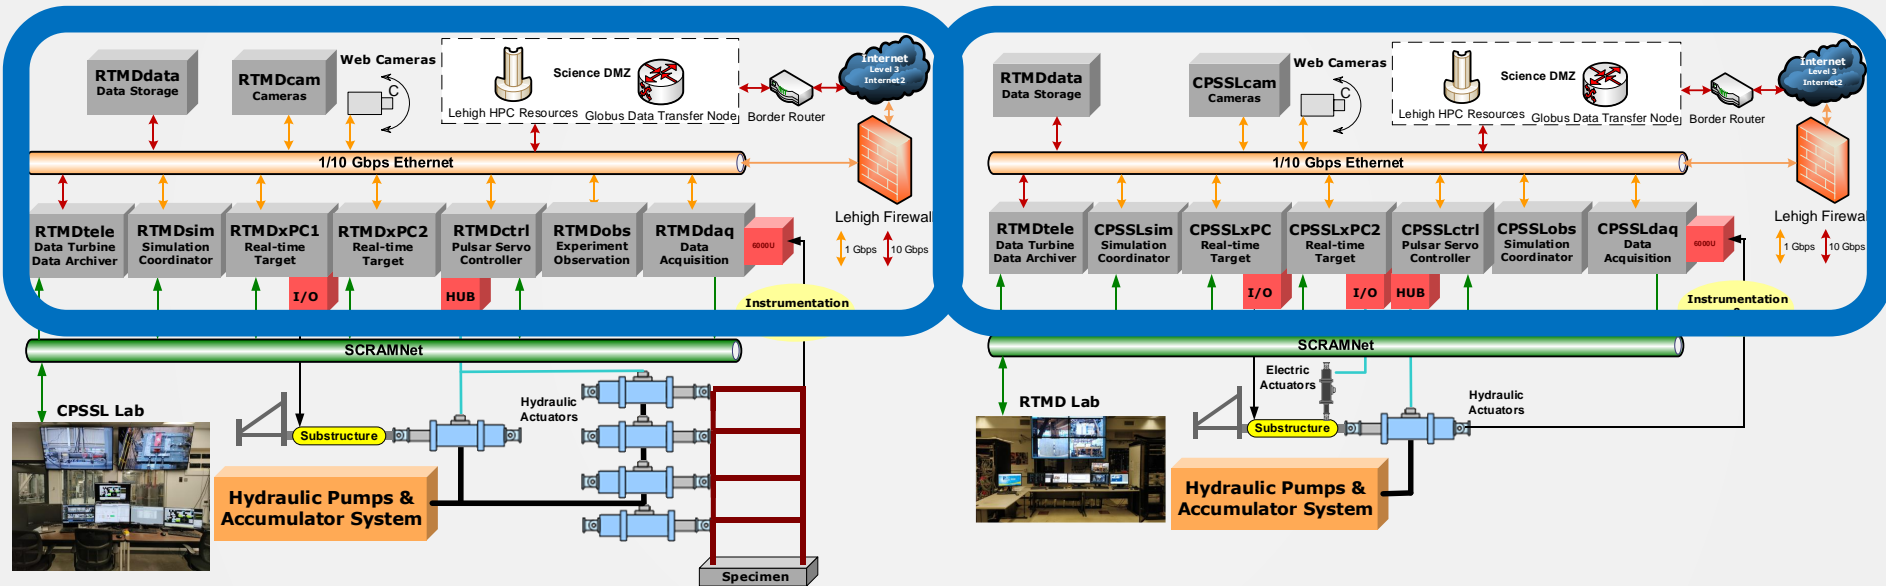 RTMDdata
Data Storage
RTMDcam
Cameras
Web Cameras
C
Science DMZ
Lehigh HPC Resources
Globus Data Transfer Node
Border Router
Internet
Level 3
Internet2
1/10 Gbps Ethernet
Lehigh Firewall
1 Gbps
10 Gbps
RTMDtele
Data Turbine
Data Archiver
RTMDsim
Simulation
Coordinator
RTMDxPC1
Real-time
Target
RTMDxPC2
Real-time
Target
RTMDctrl
Pulsar Servo
Controller
RTMDobs
Experiment
Observation
RTMDdaq
Data
Acquisition
6000U
I/O
HUB
Instrumentation
SCRAMNet
CPSSL Lab
Substructure
Hydraulic
Actuators
Hydraulic Pumps &
Accumulator System
Specimen
RTMDdata
Data Storage
CPSSLcam
Cameras
Web Cameras
C
Science DMZ
Lehigh HPC Resources
Globus Data Transfer Node
Border Router
Internet
Level 3
Internet2
1/10 Gbps Ethernet
Lehigh Firewal
1 Gbps
10 Gbps
RTMDtele
Data Turbine
Data Archiver
CPSSLsim
Simulation
Coordinator
CPSSLxPC
Real-time
Target
CPSSLxPC2
Real-time
Target
CPSSLctrl
Pulsar Servo
Controller
CPSSLobs
Simulation
Coordinator
CPSSLdaq
Data
Acquisition
6000U
I/O
I/O
HUB
Instrumentation
SCRAMNet
RTMD Lab
Electric
Actuators
Substructure
Hydraulic
Actuators
Hydraulic Pumps &
Accumulator System